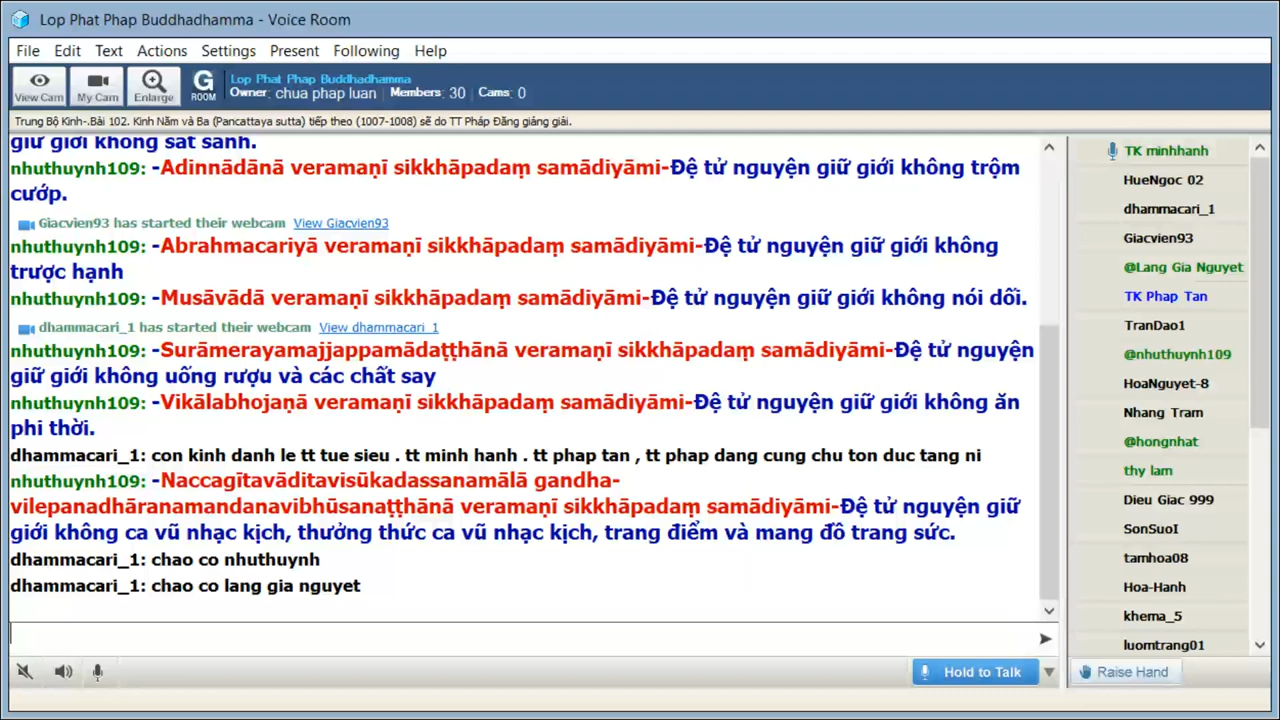 Lop Phat Phap Buddhadhamma - Voice Room
File Edit Text Actions Settings Present Following Help
View Cam My Cam Enlarge G ROOM
Lop Phat Phap Buddhadhamma
Owner: chua phap luan Members: 30 Cams: 0
Trung Bộ Kinh-.Bài 102. Kinh Năm và Ba (Pancattaya sutta) tiếp theo (1007-1008) sẽ do TT Pháp Đăng giảng giải.
giữ giới không sát sanh.
nhuthuynh109: -Adinnādānā veramaṇī sikkhāpadaṃ samādiyāmi-Đệ tử nguyện giữ giới không trộm
cướp.
Giacvien93 has started their webcam View Giacvien93
nhuthuynh109: -Abrahmacariyā veramaṇī sikkhāpadaṃ samādiyāmi-Đệ tử nguyện giữ giới không
trược hạnh
nhuthuynh109: -Musāvādā veramaṇī sikkhāpadaṃ samādiyāmi-Đệ tử nguyện giữ giới không nói dối.
dhammacari_1 has started their webcam View dhammacari_1
nhuthuynh109: -Surāmerayamajjappamādaṭṭhānā veramaṇī sikkhāpadaṃ samādiyāmi-Đệ tử nguyện
giữ giới không uống rượu và các chất say
nhuthuynh109: -Vikālabhojaṇā veramaṇī sikkhāpadaṃ samādiyāmi-Đệ tử nguyện giữ giới không ăn
phi thời.
dhammacari_1: con kinh danh le tt tue sieu . tt minh hanh . tt phap tan , tt phap dang cung chu ton duc tang ni
nhuthuynh109: -Naccagītavāditavisūkadassanamālā gandha-
vilepanadhāranamandanavibhūsanaṭṭhānā veramaṇī sikkhāpadaṃ samādiyāmi-Đệ tử nguyện giữ
giới không ca vũ nhạc kịch, thưởng thức ca vũ nhạc kịch, trang điểm và mang đồ trang sức.
dhammacari_1: chao co nhuthuynh
dhammacari_1: chao co lang gia nguyet
TK minhhanh
HueNgoc 02
dhammacari_1
Giacvien93
@Lang Gia Nguyet
TK Phap Tan
TranDao1
@nhuthuynh109
HoaNguyet-8
Nhang Tram
@hongnhat
thy lam
Dieu Giac 999
SonSuoI
tamhoa08
Hoa-Hanh
khema_5
luomtrang01
Hold to Talk
Raise Hand